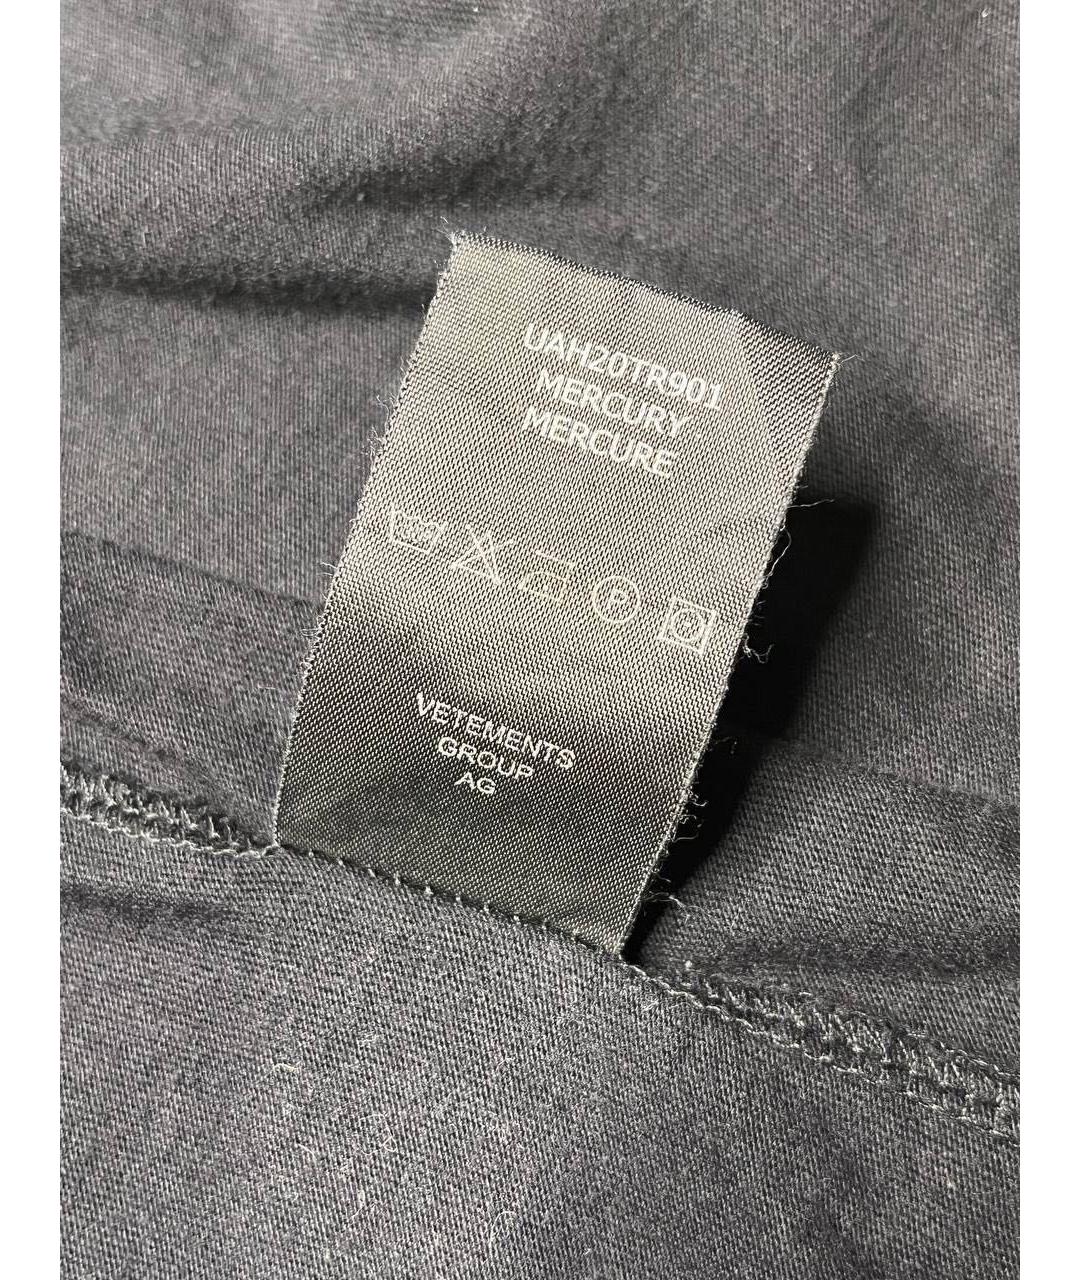 UAH20TR901
MERCURY
MERCURE
P
VETEMENTS
GROUP
AG